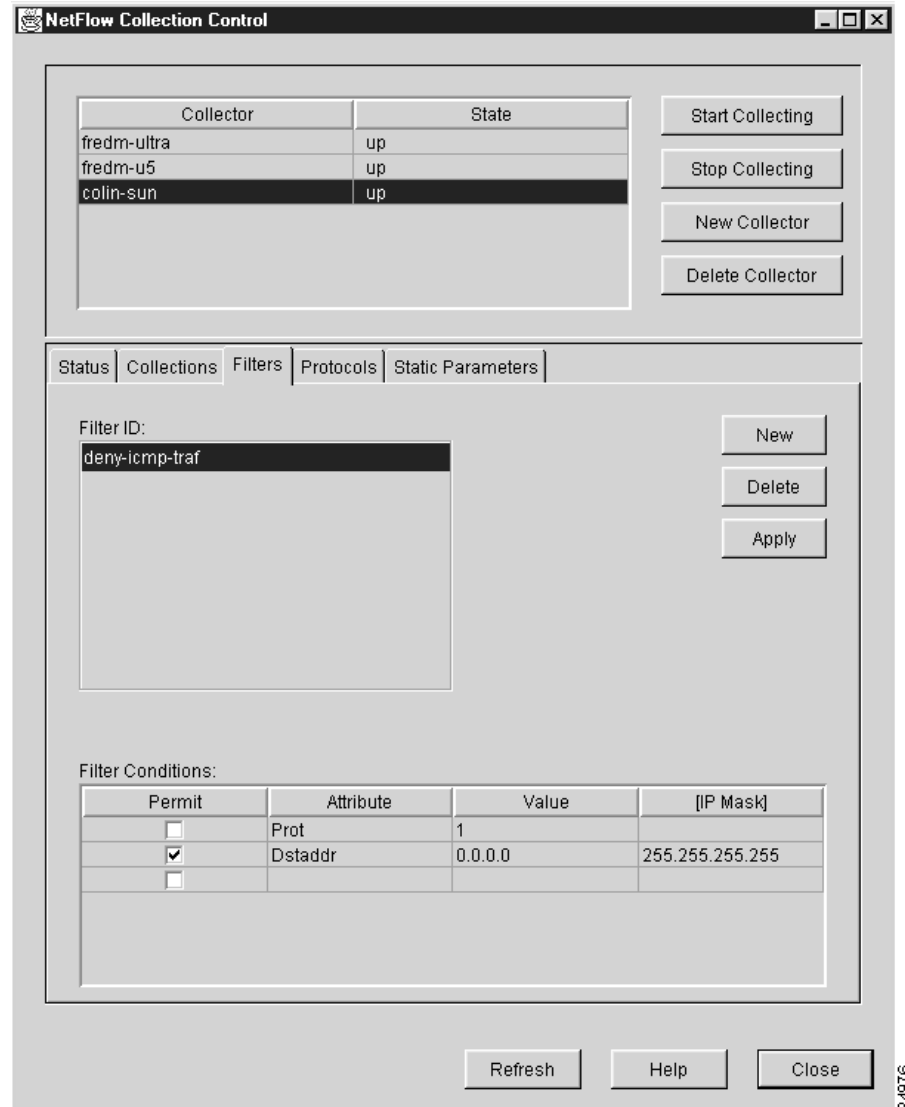 NetFlow Collection Control
Collector State
fredm-ultra up
fredm-u5 up
colin-sun up
Start Collecting
Stop Collecting
New Collector
Delete Collector
Status Collections Filters Protocols Static Parameters
Filter ID:
deny-icmp-traf
New
Delete
Apply
Filter Conditions:
Permit Attribute Value [IP Mask]
Prot 1
Dstaddr 0.0.0.0 255.255.255.255
Refresh Help Close